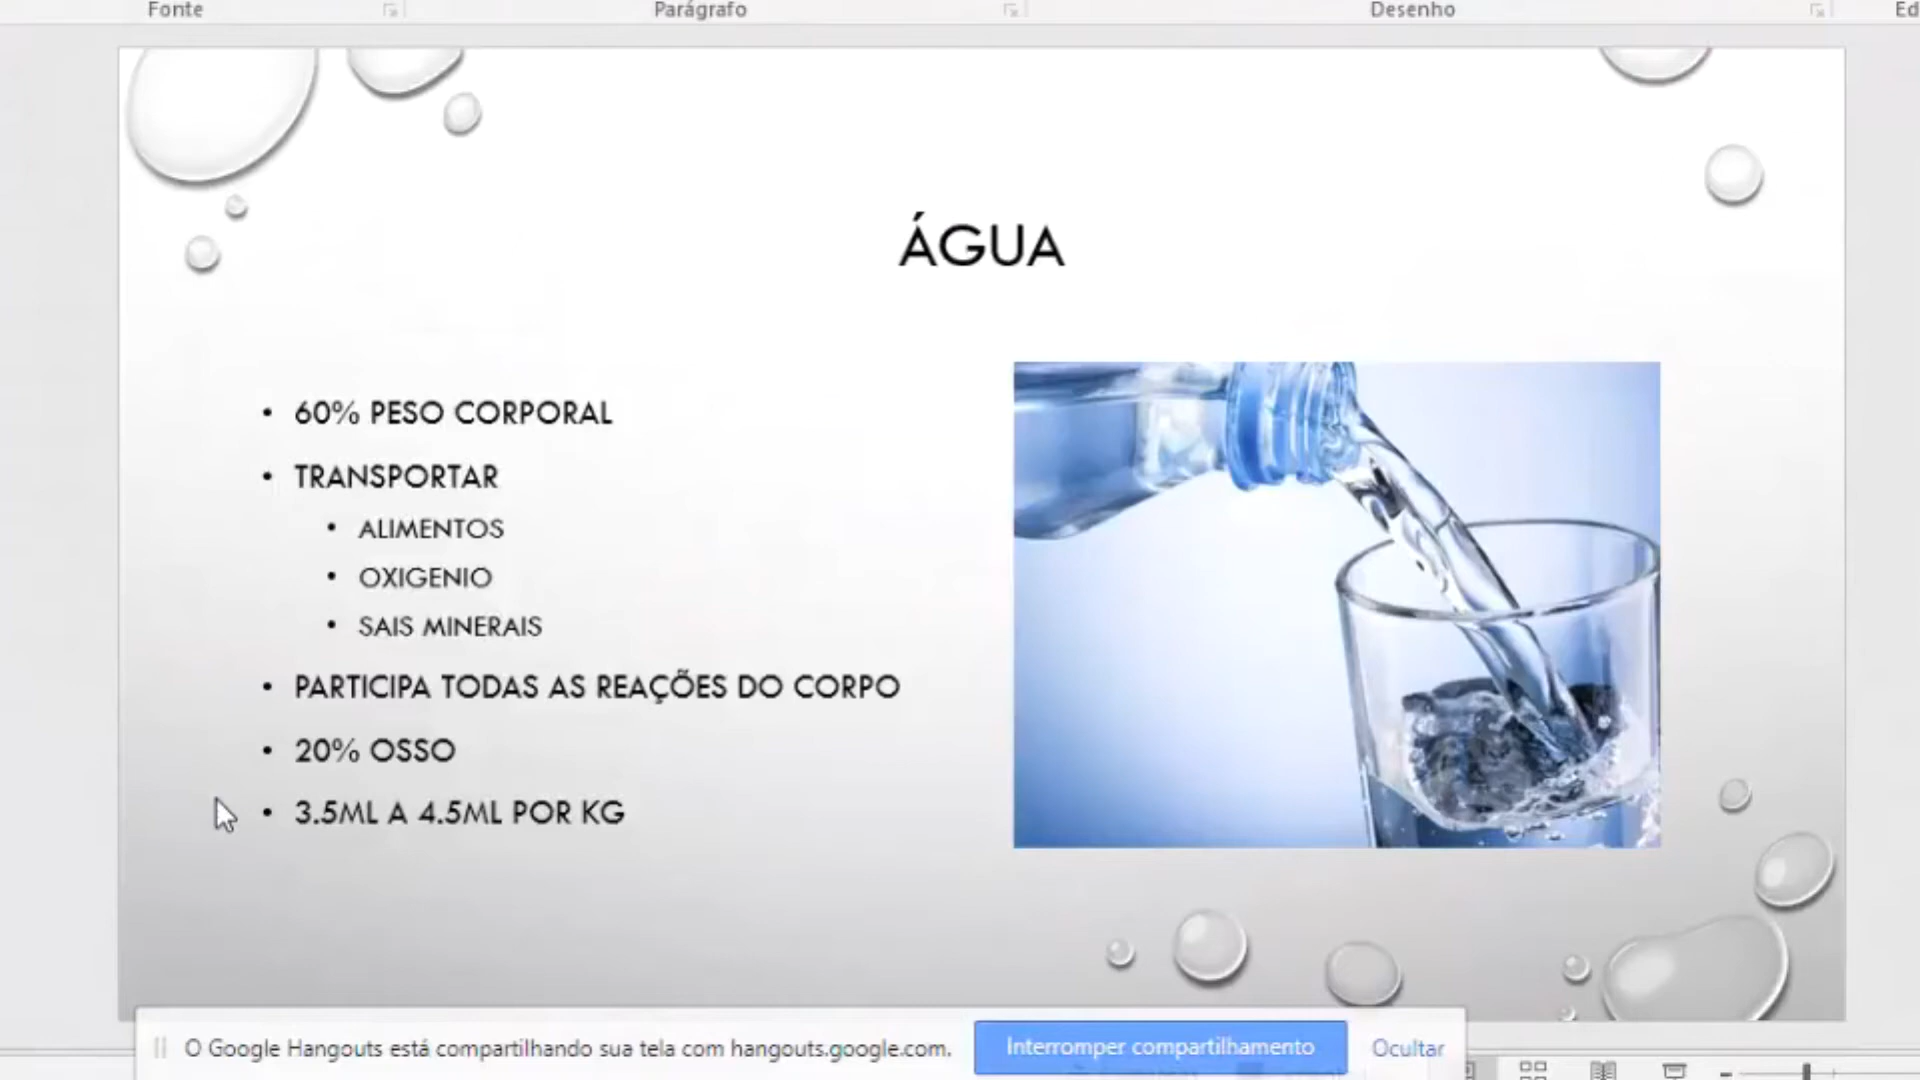 Fonte
Parágrafo
Desenho
Ed
ÁGUA
• 60% PESO CORPORAL
• TRANSPORTAR
• ALIMENTOS
• OXIGENIO
• SAIS MINERAIS
• PARTICIPA TODAS AS REAÇÕES DO CORPO
• 20% OSSO
• 3.5ML A 4.5ML POR KG
O Google Hangouts está compartilhando sua tela com hangouts.google.com.
Interromper compartilhamento
Ocultar